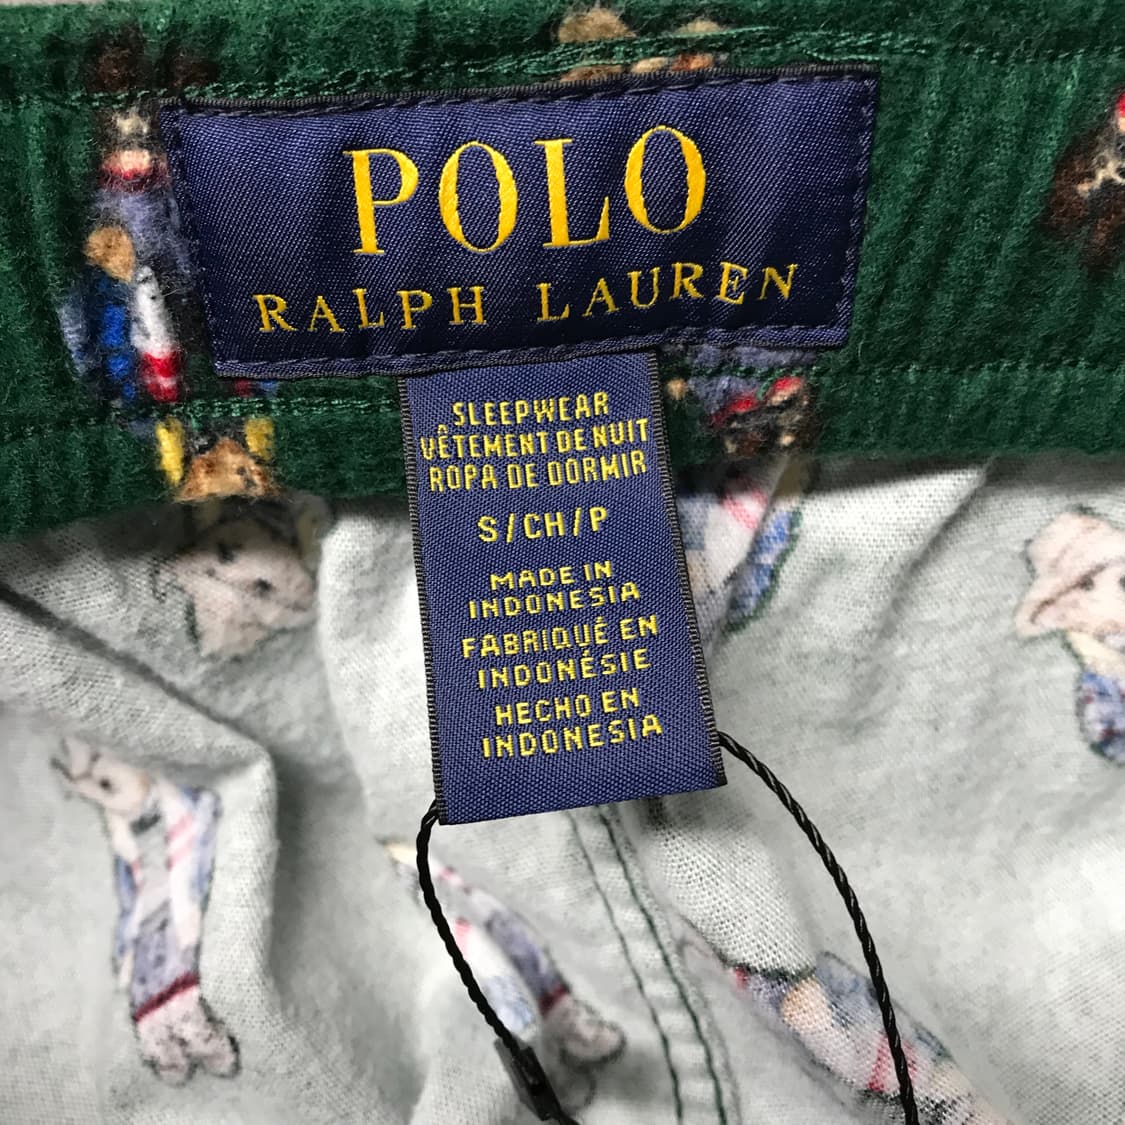 POLO
RALPH LAUREN
SLEEPWEAR
VÊTEMENT DE NUIT
ROPA DE DORMIR
S/CH/P
MADE IN
INDONESIA
FABRIQUÉ EN
INDONÉSIE
HECHO EN
INDONESIA